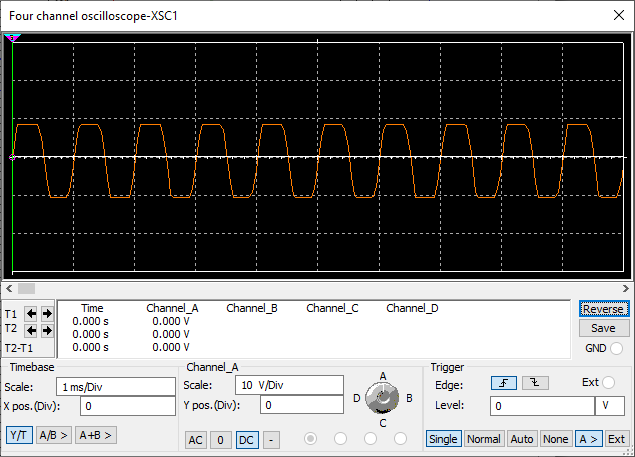 Four channel oscilloscope-XSC1
Time Channel_A Channel_B Channel_C Channel_D
T1 0.000 s 0.000 V
T2 0.000 s 0.000 V
T2-T1 0.000 s 0.000 V
Reverse
Save
GND
Timebase
Scale: 1 ms/Div
X pos.(Div): 0
Y/T A/B > A+B >
Channel_A
Scale: 10 V/Div
Y pos.(Div): 0
AC 0 DC -
A
D B
C
Trigger
Edge: Ext
Level: 0 V
Single Normal Auto None A > Ext